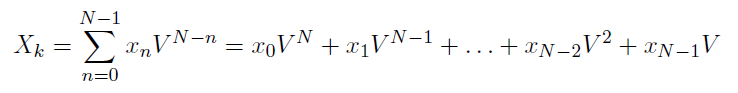 X_k = \sum_{n=0}^{N-1} x_n V^{N-n} = x_0 V^N + x_1 V^{N-1} + \ldots + x_{N-2} V^2 + x_{N-1} V